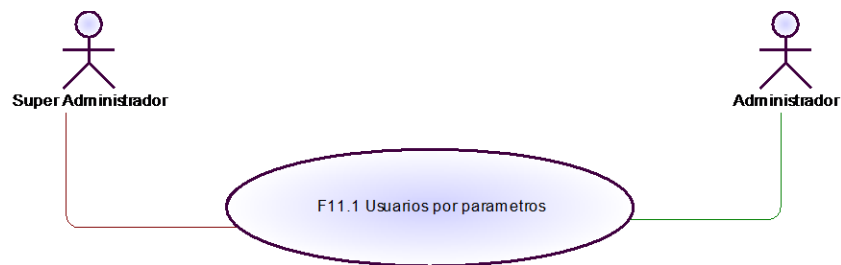 Super Administrador
Administrador
F11.1 Usuarios por parametros